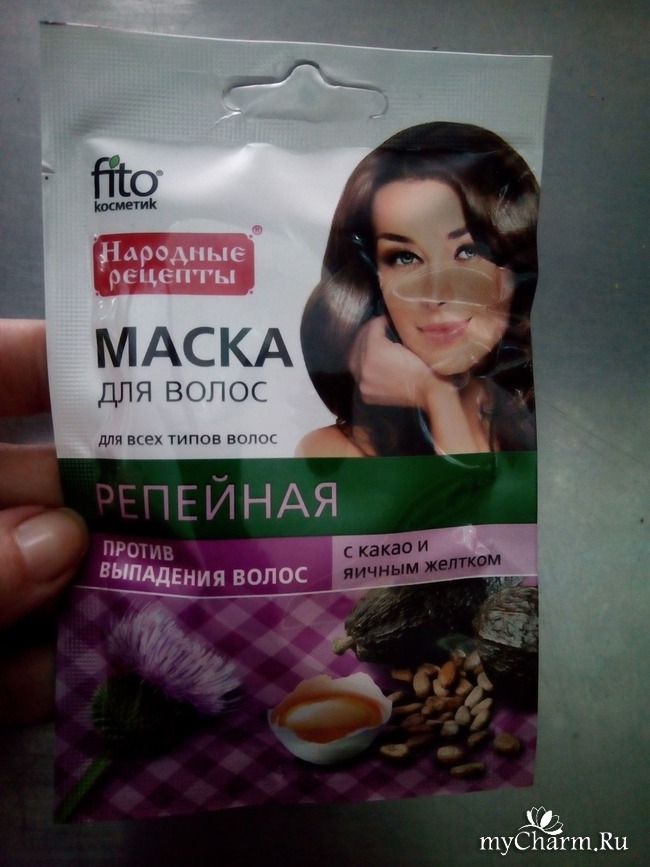 fito®
косметик
Народные
рецепты
®
МАСКА
ДЛЯ ВОЛОС
ДЛЯ ВСЕХ ТИПОВ ВОЛОС
РЕПЕЙНАЯ
ПРОТИВ
ВЫПАДЕНИЯ ВОЛОС
С КАКАО И
ЯИЧНЫМ ЖЕЛТКОМ
myCharm.Ru